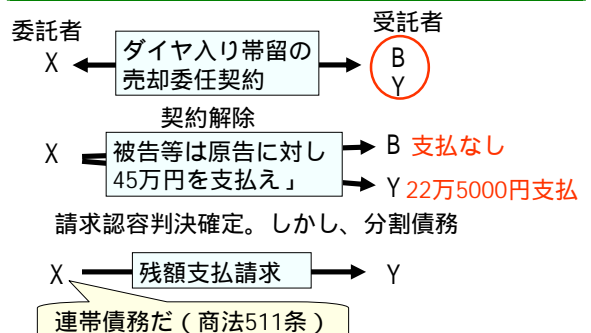 委託者
受託者
X
ダイヤ入り帯留の
売却委任契約
B
Y
契約解除
X
被告等は原告に対し
45万円を支払え」
B 支払なし
Y 22万5000円支払
請求認容判決確定。しかし、分割債務
X
残額支払請求
Y
連帯債務だ(商法511条)